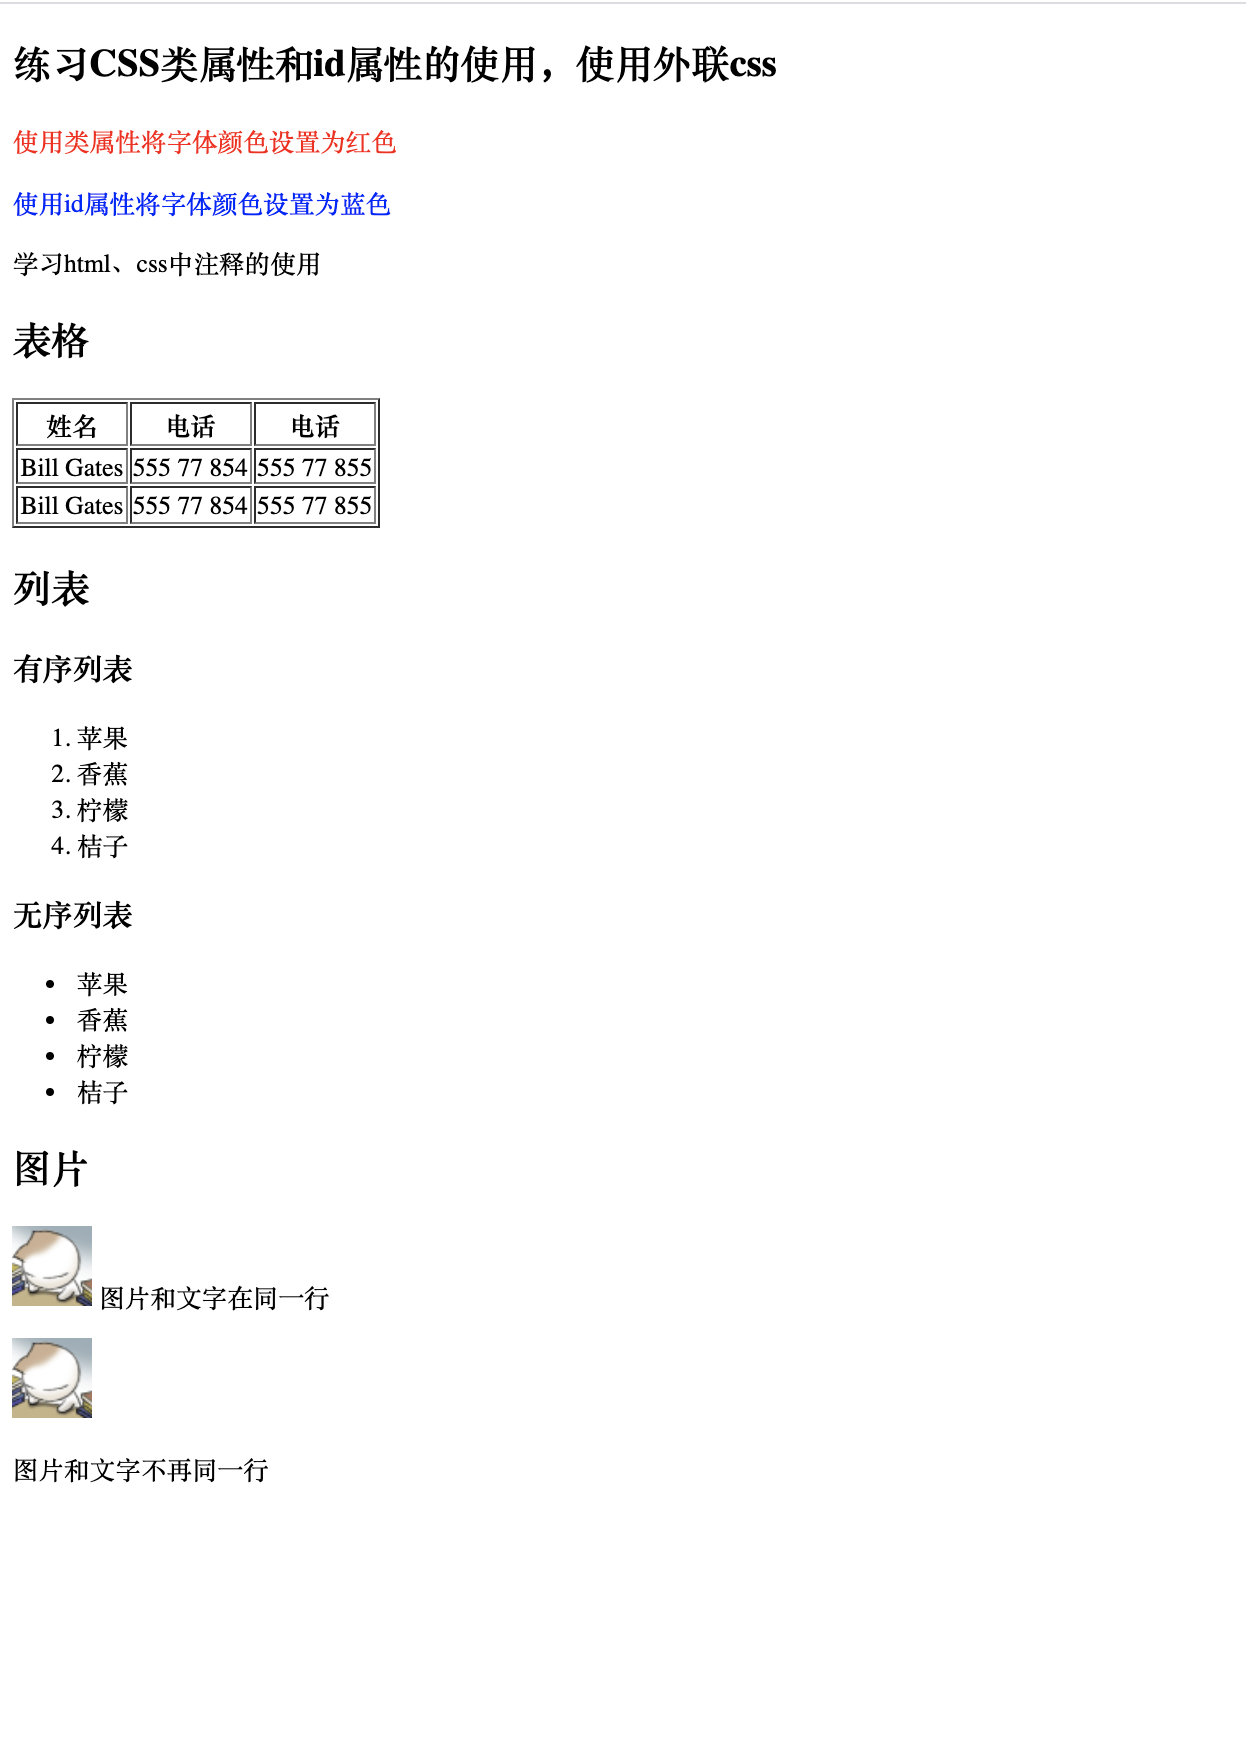 练习CSS类属性和id属性的使用，使用外联css
使用类属性将字体颜色设置为红色
使用id属性将字体颜色设置为蓝色
学习html、css中注释的使用
表格
姓名 电话 电话
Bill Gates 555 77 854 555 77 855
Bill Gates 555 77 854 555 77 855
列表
有序列表
1. 苹果
2. 香蕉
3. 柠檬
4. 桔子
无序列表
• 苹果
• 香蕉
• 柠檬
• 桔子
图片
图片和文字在同一行
图片和文字不再同一行